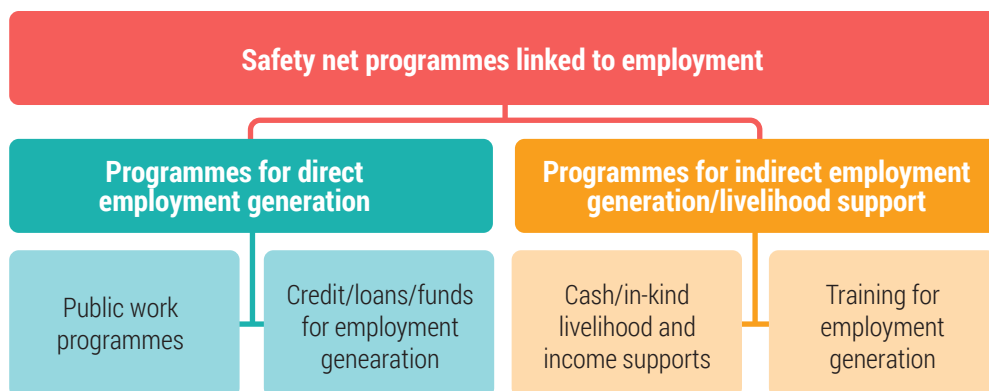 Safety net programmes linked to employment
Programmes for direct
employment generation
Programmes for indirect employment
generation/livelihood support
Public work
programmes
Credit/loans/funds
for employment
genearation
Cash/in-kind
livelihood and
income supports
Training for
employment
generation